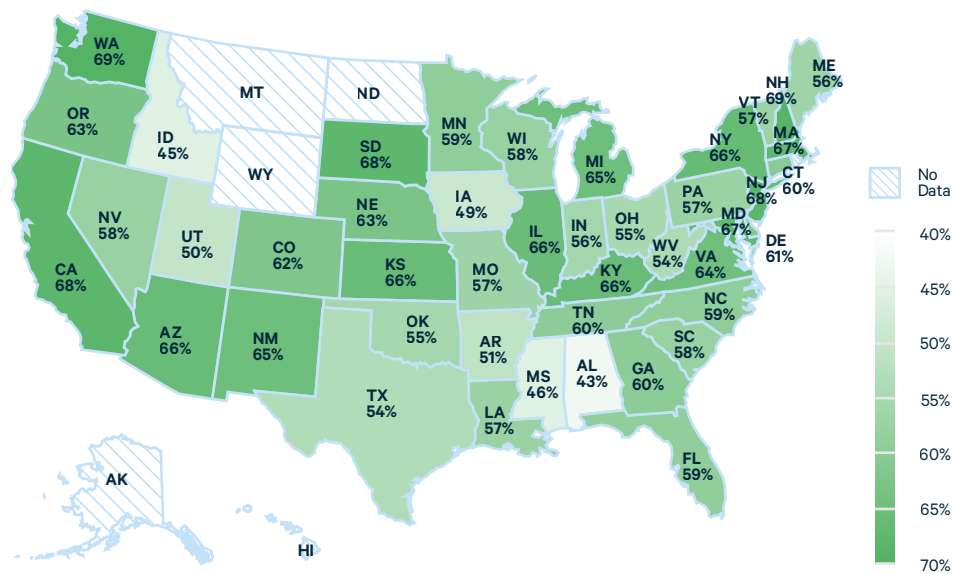 WA
69%
OR
63%
CA
68%
ID
45%
NV
58%
UT
50%
AZ
66%
MT
WY
CO
62%
NM
65%
ND
SD
68%
NE
63%
KS
66%
OK
55%
TX
54%
MN
59%
IA
49%
MO
57%
AR
51%
LA
57%
WI
58%
IL
66%
MI
65%
IN
56%
OH
55%
KY
66%
TN
60%
MS
46%
AL
43%
GA
60%
FL
59%
SC
58%
NC
59%
VA
64%
WV
54%
PA
57%
NY
66%
VT
57%
NH
69%
ME
56%
MA
67%
CT
60%
NJ
68%
MD
67%
DE
61%
AK
HI
No
Data
40%
45%
50%
55%
60%
65%
70%